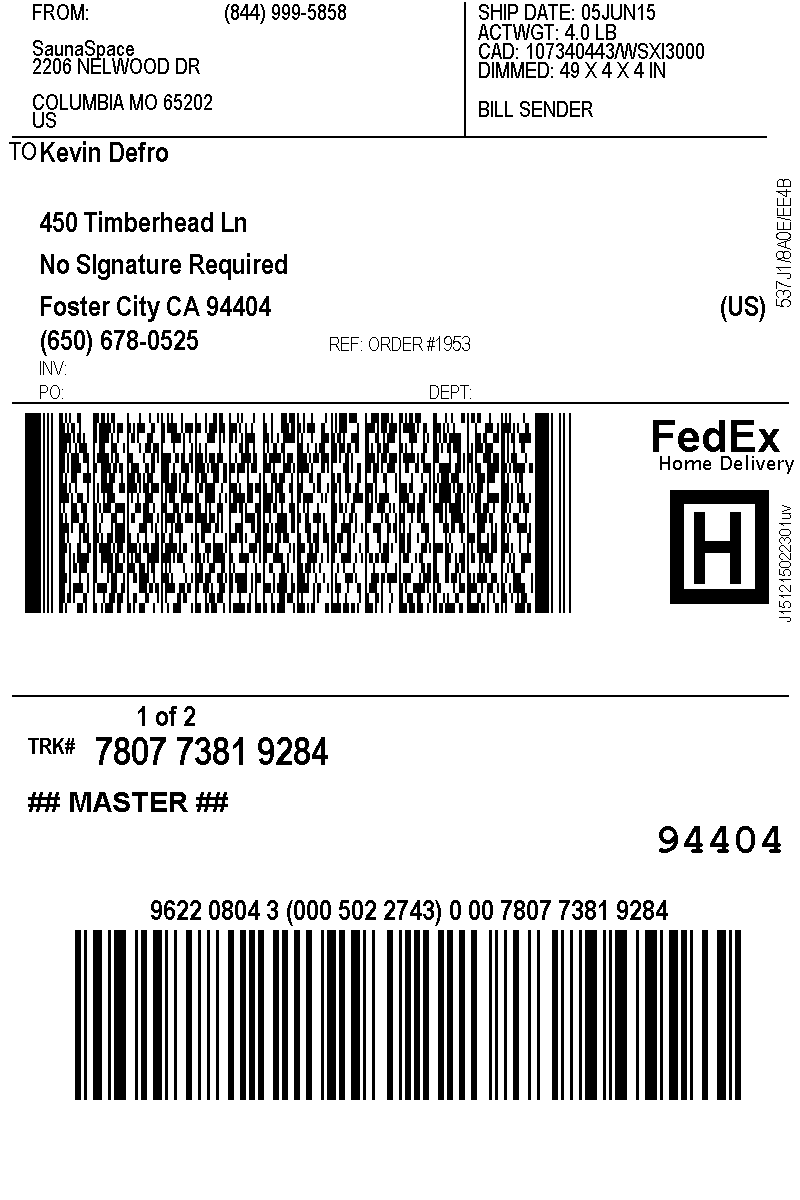 FROM: (844) 999-5858
SaunaSpace
2206 NELWOOD DR
COLUMBIA MO 65202
US
SHIP DATE: 05JUN15
ACTWGT: 4.0 LB
CAD: 107340443/WSXI3000
DIMMED: 49 X 4 X 4 IN
BILL SENDER
TO Kevin Defro
450 Timberhead Ln
No SIgnature Required
Foster City CA 94404 (US)
(650) 678-0525 REF: ORDER #1953
INV:
PO: DEPT:
537J1/8A0E/EE4B
FedEx
Home Delivery
H
J151215022301uv
1 of 2
TRK# 7807 7381 9284
## MASTER ##
94404
9622 0804 3 (000 502 2743) 0 00 7807 7381 9284